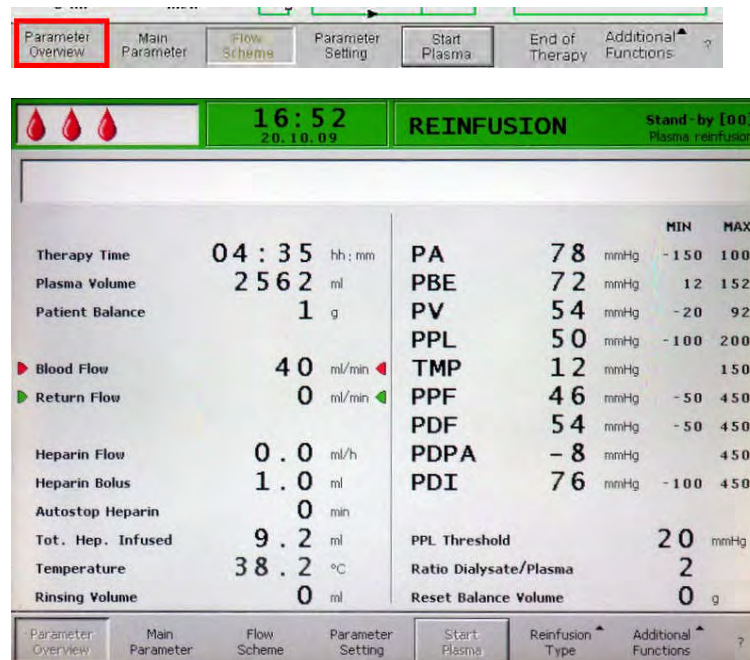 Parameter Overview Main Parameter Flow Scheme Parameter Setting Start Plasma End of Therapy Additional Functions ?
16:52 REINFUSION Stand-by [00]
20.10.09 Plasma reinfusion
MIN MAX
Therapy Time 04:35 hh:mm PA 78 mmHg -150 100
Plasma Volume 2562 ml PBE 72 mmHg 12 152
Patient Balance 1 g PV 54 mmHg -20 92
PPL 50 mmHg -100 200
Blood Flow 40 ml/min TMP 12 mmHg 150
Return Flow 0 ml/min PPF 46 mmHg -50 450
PDF 54 mmHg -50 450
Heparin Flow 0.0 ml/h PDPA -8 mmHg 450
Heparin Bolus 1.0 ml PDI 76 mmHg -100 450
Autostop Heparin 0 min
Tot. Hep. Infused 9.2 ml PPL Threshold 20 mmHg
Temperature 38.2 °C Ratio Dialysate/Plasma 2
Rinsing Volume 0 ml Reset Balance Volume 0 g
Parameter Overview Main Parameter Flow Scheme Parameter Setting Start Plasma Reinfusion Type Additional Functions ?